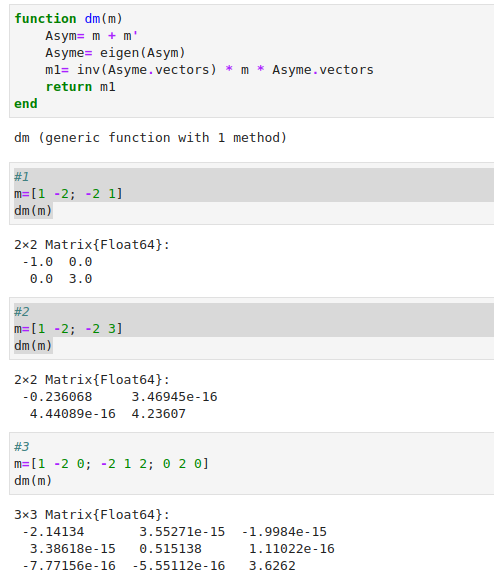 function dm(m)
    Asym= m + m'
    Asyme= eigen(Asym)
    m1= inv(Asyme.vectors) * m * Asyme.vectors
    return m1
end
dm (generic function with 1 method)
#1
m=[1 -2; -2 1]
dm(m)
2×2 Matrix{Float64}:
 -1.0  0.0
  0.0  3.0
#2
m=[1 -2; -2 3]
dm(m)
2×2 Matrix{Float64}:
 -0.236068     3.46945e-16
  4.44089e-16  4.23607
#3
m=[1 -2 0; -2 1 2; 0 2 0]
dm(m)
3×3 Matrix{Float64}:
 -2.14134       3.55271e-15  -1.9984e-15
  3.38618e-15   0.515138      1.11022e-16
 -7.77156e-16  -5.55112e-16   3.6262